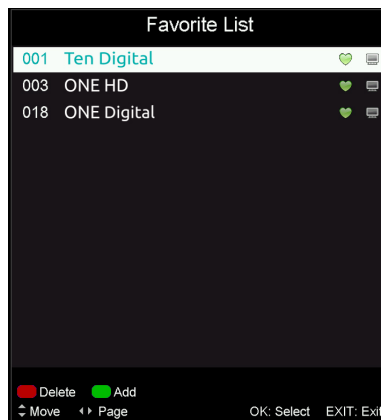 Favorite List
001 Ten Digital
003 ONE HD
018 ONE Digital
Delete Add
Move Page OK: Select EXIT: Exit